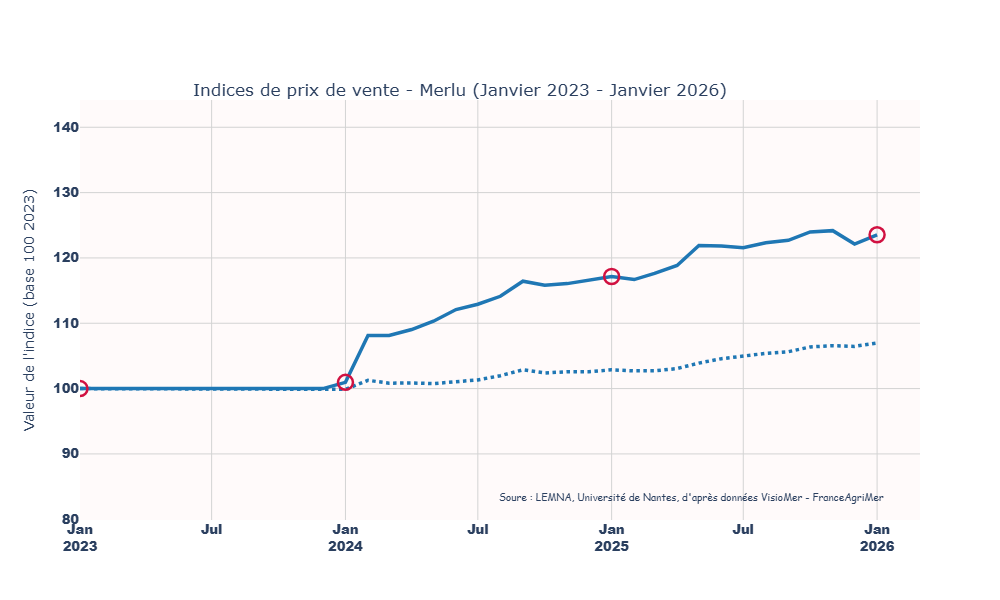 Indices de prix de vente - Merlu (Janvier 2023 - Janvier 2026)
Valeur de l'indice (base 100 2023)
140
130
120
110
100
90
80
Soure : LEMNA, Université de Nantes, d'après données VisioMer - FranceAgriMer
Jan
2023
Jul
Jan
2024
Jul
Jan
2025
Jul
Jan
2026